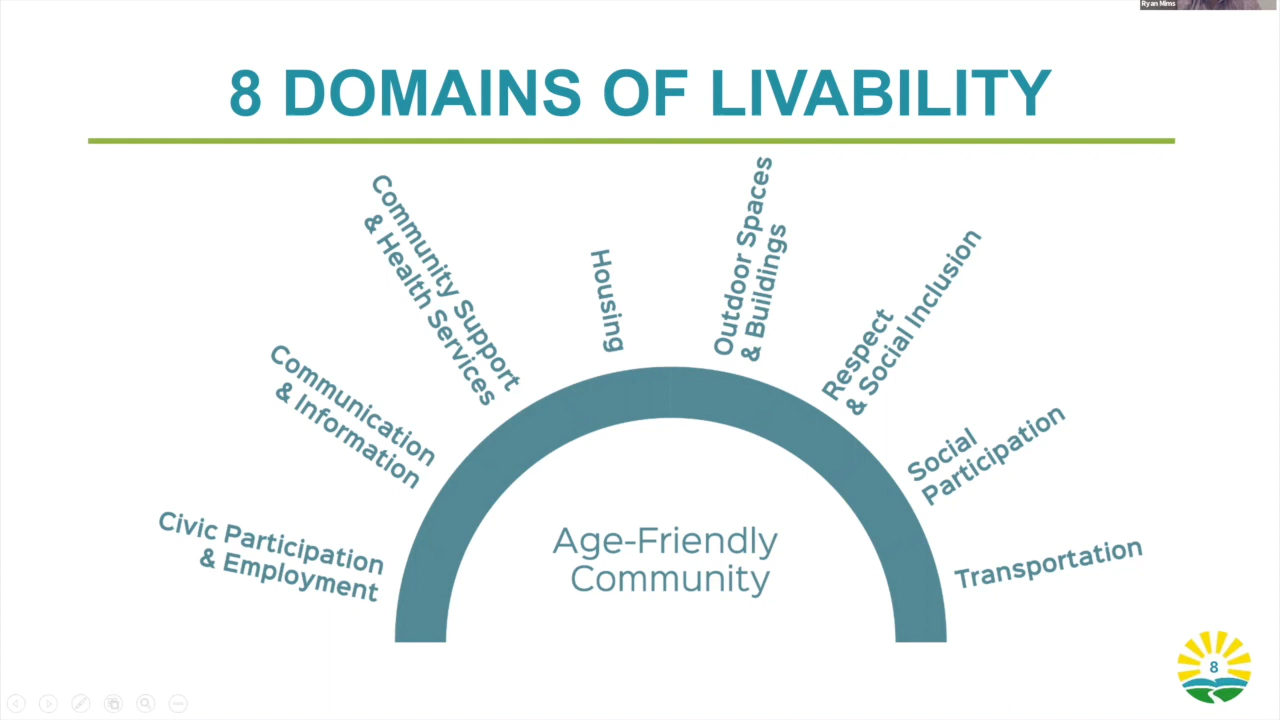 Ryan Mims
8 DOMAINS OF LIVABILITY
Civic Participation
& Employment
Communication
& Information
Community Support
& Health Services
Housing
Outdoor Spaces
& Buildings
Respect
& Social Inclusion
Social
Participation
Transportation
Age-Friendly
Community
8